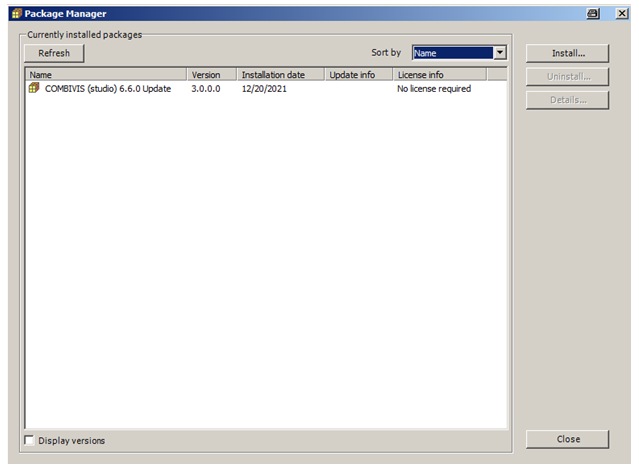 Package Manager
Currently installed packages
Refresh
Sort by
Name
Install...
Name Version Installation date Update info License info
Uninstall...
COMBIVIS (studio) 6.6.0 Update 3.0.0.0 12/20/2021 No license required
Details...
Display versions
Close